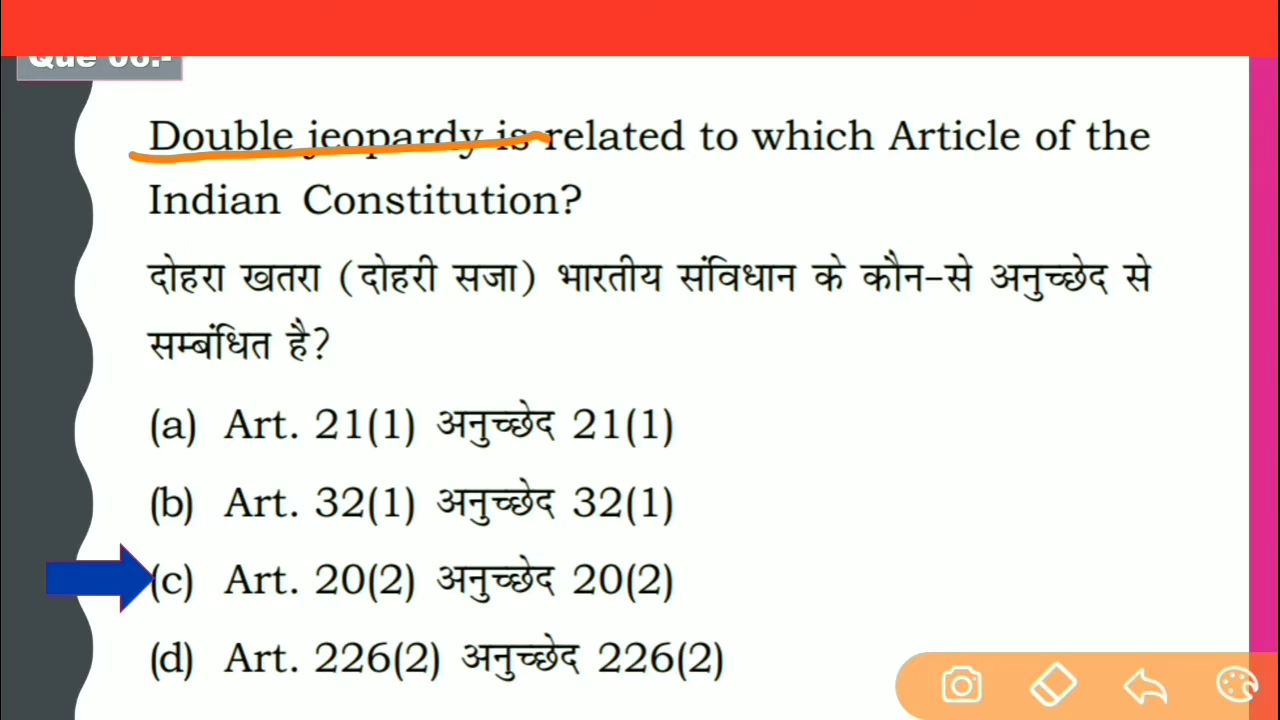 Que 06:-
Double jeopardy is related to which Article of the
Indian Constitution?
दोहरा खतरा (दोहरी सजा) भारतीय संविधान के कौन-से अनुच्छेद से
सम्बंधित है?
(a) Art. 21(1) अनुच्छेद 21(1)
(b) Art. 32(1) अनुच्छेद 32(1)
(c) Art. 20(2) अनुच्छेद 20(2)
(d) Art. 226(2) अनुच्छेद 226(2)